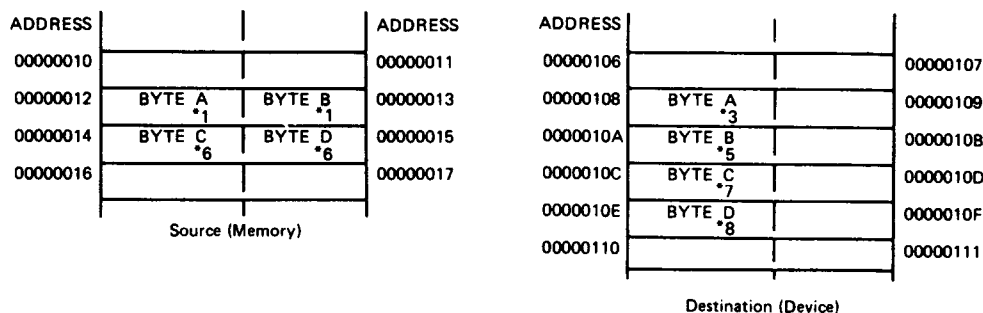 ADDRESS ADDRESS
00000010 00000011
00000012 BYTE A *1 BYTE B *1 00000013
00000014 BYTE C *6 BYTE D *6 00000015
00000016 00000017
Source (Memory)
ADDRESS ADDRESS
00000106 00000107
00000108 BYTE A *3 00000109
0000010A BYTE B *5 0000010B
0000010C BYTE C *7 0000010D
0000010E BYTE D *8 0000010F
00000110 00000111
Destination (Device)